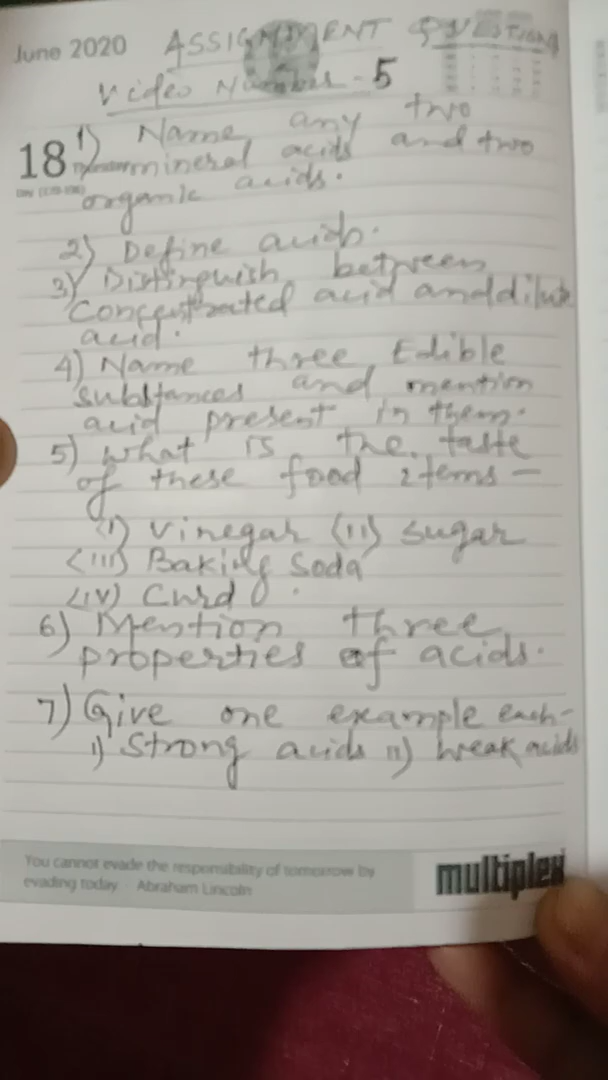 June 2020 ASSIGNMENT QUESTIONS
Video Number - 5
1) Name any two
18 mineral acids and two
organic acids.
2) Define acids.
3) Distinguish between
Concentrated acid and dilute
acid.
4) Name three Edible
substances and mention
acid present in them.
5) What is the taste
of these food items -
(i) Vinegar (ii) sugar
(iii) Baking Soda
(iv) Curd
6) Mention three
properties of acids.
7) Give one example each-
i) Strong acids ii) weak acids
You cannot evade the responsibility of tomorrow by
evading today - Abraham Lincoln
multiplex